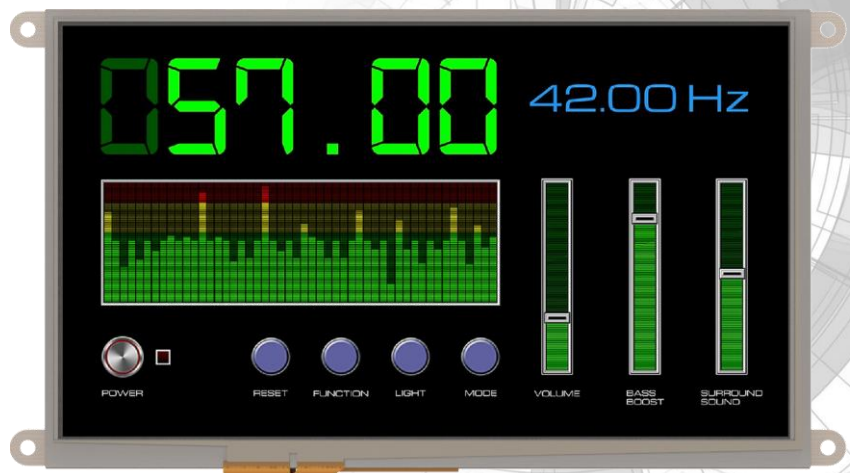 057.00
42.00 Hz
POWER
RESET
FUNCTION
LIGHT
MODE
VOLUME
BASS
BOOST
SURROUND
SOUND